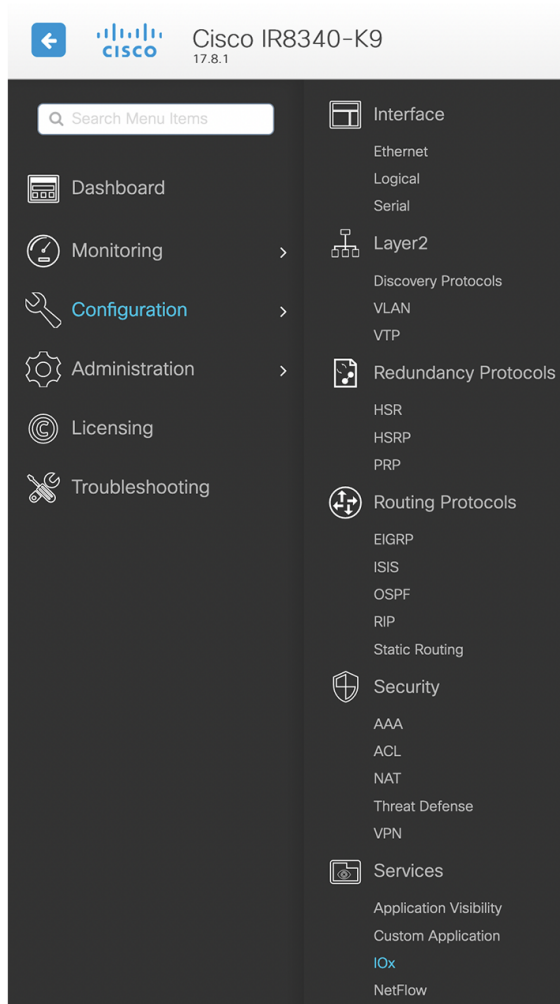 CISCO
Cisco IR8340-K9
17.8.1
Search Menu Items
Dashboard
Monitoring
Configuration
Administration
Licensing
Troubleshooting
Interface
Ethernet
Logical
Serial
Layer2
Discovery Protocols
VLAN
VTP
Redundancy Protocols
HSR
HSRP
PRP
Routing Protocols
EIGRP
ISIS
OSPF
RIP
Static Routing
Security
AAA
ACL
NAT
Threat Defense
VPN
Services
Application Visibility
Custom Application
IOx
NetFlow